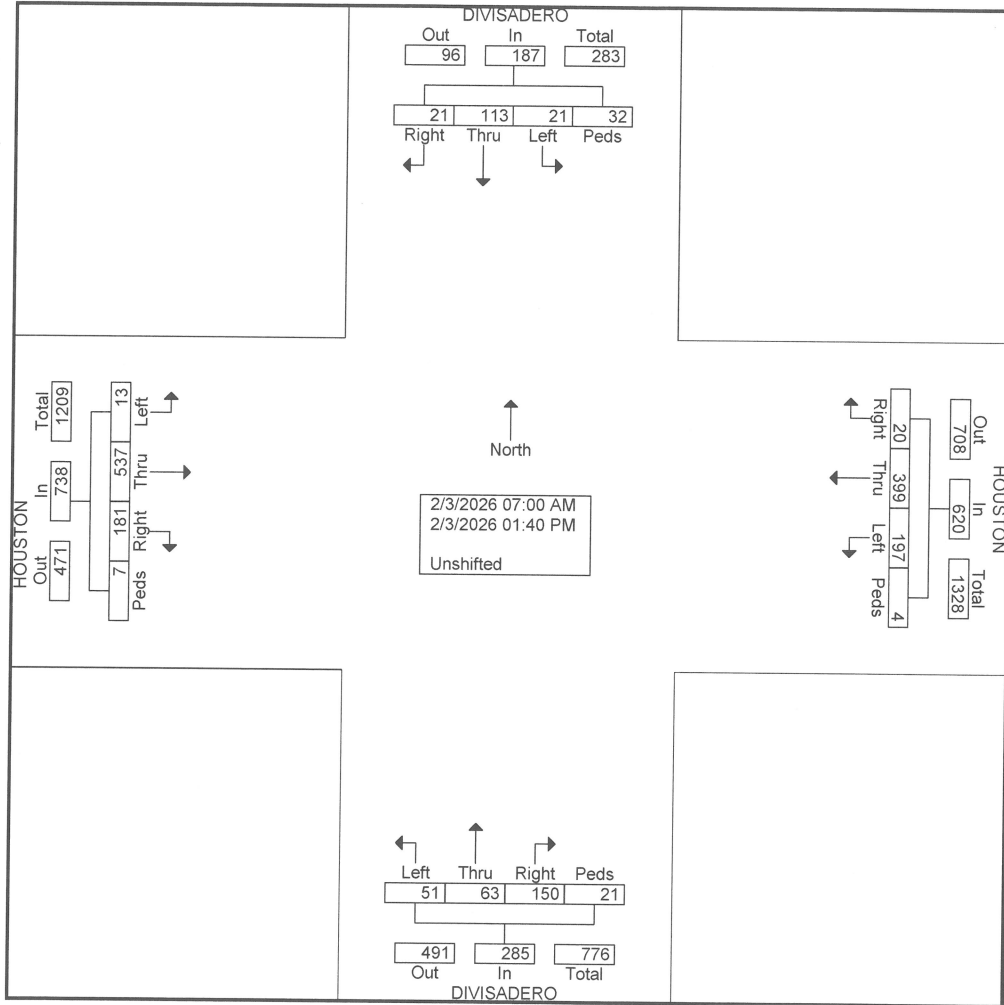 DIVISADERO
Out In Total
96 187 283
21 113 21 32
Right Thru Left Peds
HOUSTON
Total In Out
1209 738 471
13 537 181 7
Left Thru Right Peds
North
2/3/2026 07:00 AM
2/3/2026 01:40 PM
Unshifted
HOUSTON
Out In Total
708 620 1328
20 399 197 4
Right Thru Left Peds
Left Thru Right Peds
51 63 150 21
491 285 776
Out In Total
DIVISADERO